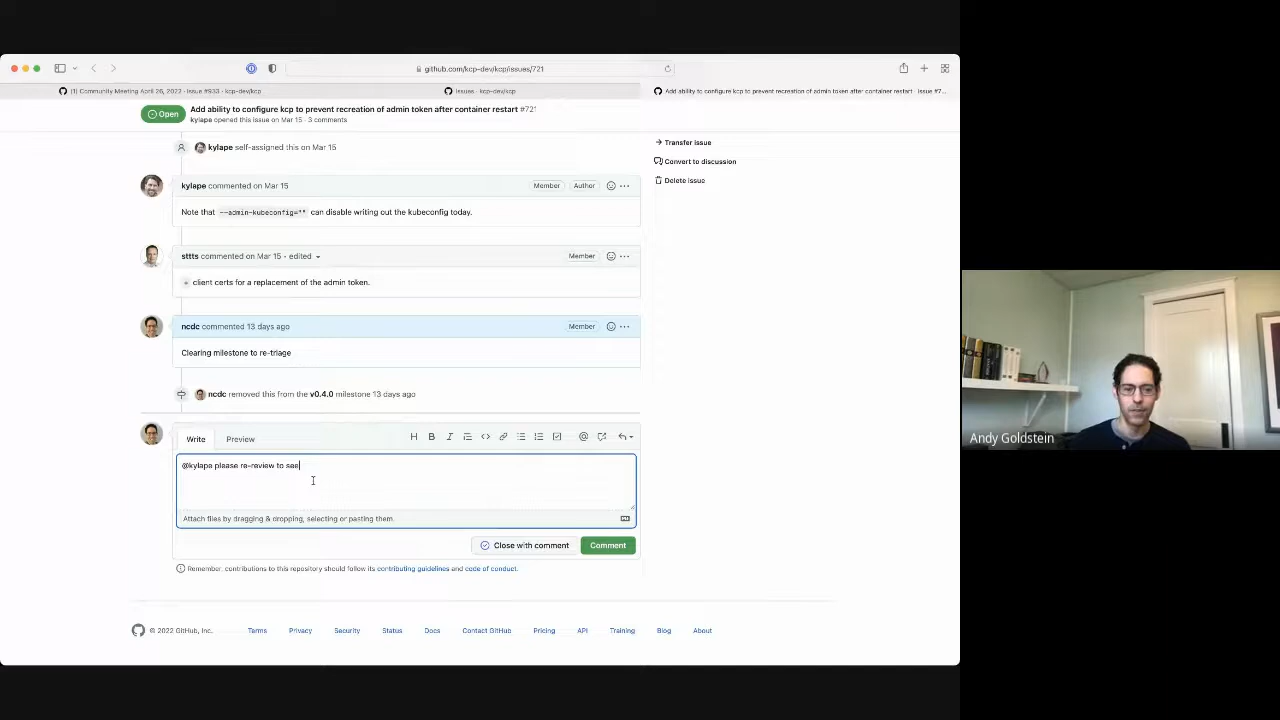 github.com/kcp-dev/kcp/issues/721
(1) Community Meeting April 26, 2022 · Issue #933 · kcp-dev/kcp
Issues · kcp-dev/kcp
Add ability to configure kcp to prevent recreation of admin token after container restart · Issue #7...
Open
Add ability to configure kcp to prevent recreation of admin token after container restart #721
kylape opened this issue on Mar 15 · 3 comments
Transfer issue
Convert to discussion
Delete issue
kylape self-assigned this on Mar 15
kylape commented on Mar 15
Member
Author
Note that --admin-kubeconfig="" can disable writing out the kubeconfig today.
sttts commented on Mar 15 · edited
Member
+ client certs for a replacement of the admin token.
ncdc commented 13 days ago
Member
Clearing milestone to re-triage
ncdc removed this from the v0.4.0 milestone 13 days ago
Write
Preview
@kylape please re-review to see
Attach files by dragging & dropping, selecting or pasting them.
Close with comment
Comment
Remember, contributions to this repository should follow its contributing guidelines and code of conduct.
© 2022 GitHub, Inc.
Terms
Privacy
Security
Status
Docs
Contact GitHub
Pricing
API
Training
Blog
About
Andy Goldstein